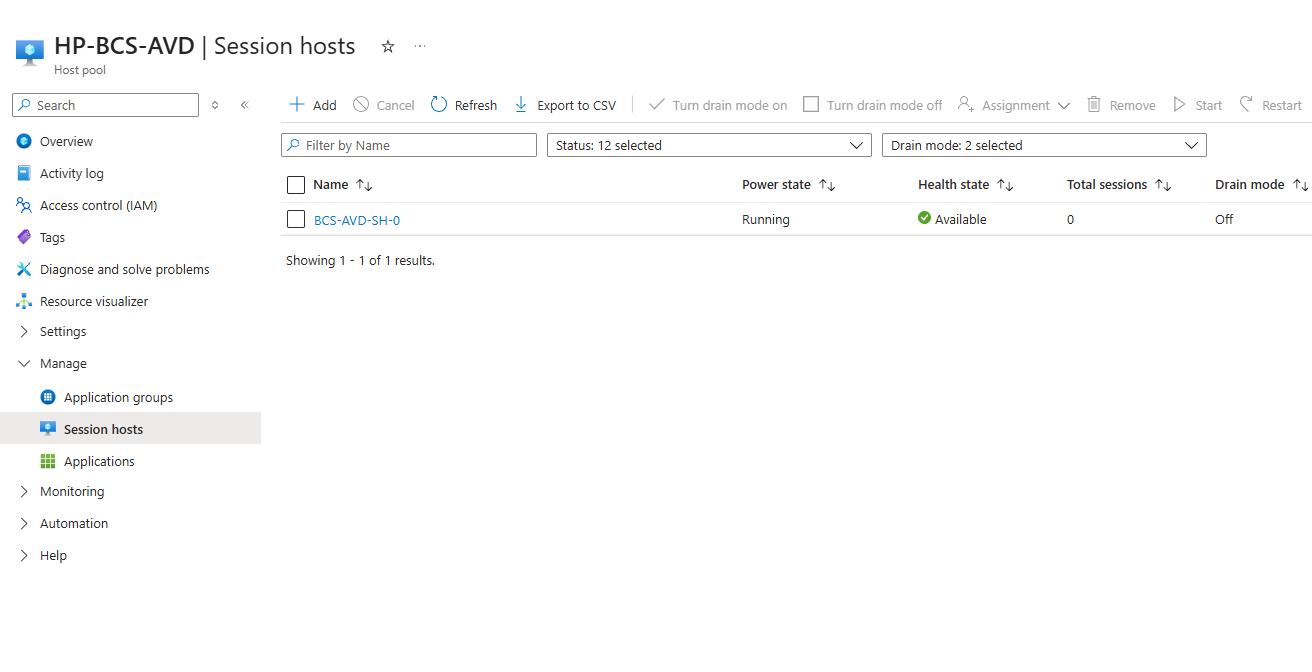 HP-BCS-AVD | Session hosts
Host pool
Search
Add Cancel Refresh Export to CSV Turn drain mode on Turn drain mode off Assignment Remove Start Restart
Overview
Activity log
Access control (IAM)
Tags
Diagnose and solve problems
Resource visualizer
Settings
Manage
Application groups
Session hosts
Applications
Monitoring
Automation
Help
Filter by Name Status: 12 selected Drain mode: 2 selected
Name Power state Health state Total sessions Drain mode
BCS-AVD-SH-0 Running Available 0 Off
Showing 1 - 1 of 1 results.